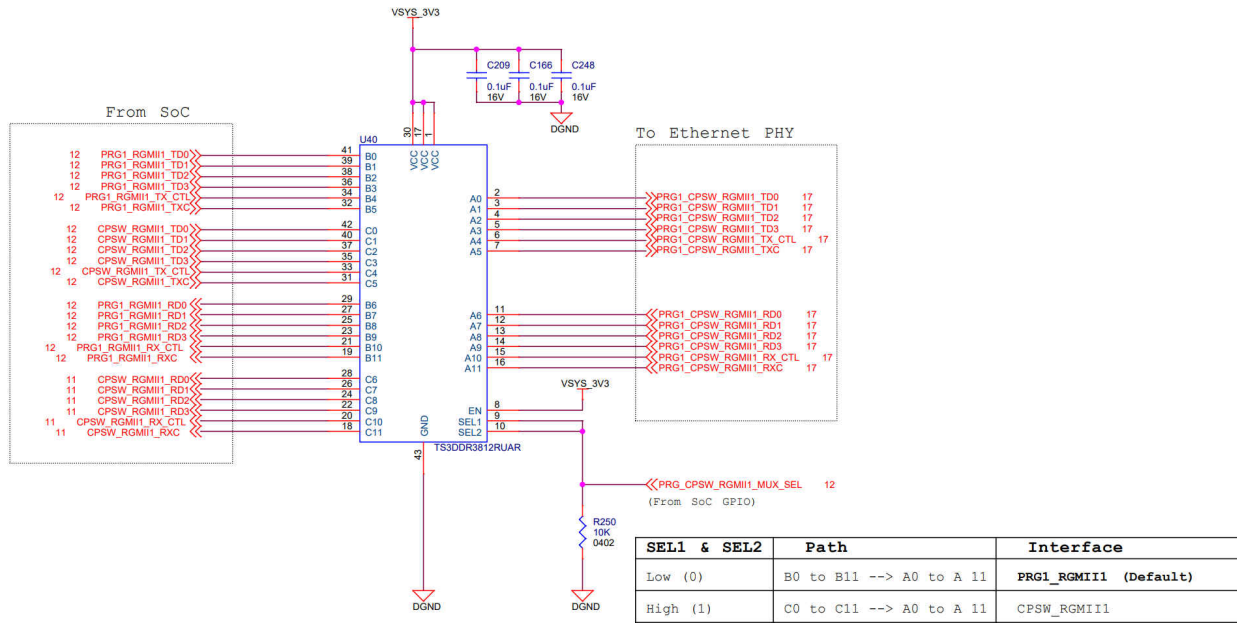 VSYS_3V3
C209
0.1uF
16V
C166
0.1uF
16V
C248
0.1uF
16V
DGND
From SoC
To Ethernet PHY
U40
30 17 1
VCC VCC VCC
12 PRG1_RGMII1_TD0 41 B0
12 PRG1_RGMII1_TD1 39 B1
12 PRG1_RGMII1_TD2 38 B2
12 PRG1_RGMII1_TD3 36 B3
12 PRG1_RGMII1_TX_CTL 34 B4
12 PRG1_RGMII1_TXC 32 B5
12 CPSW_RGMII1_TD0 42 C0
12 CPSW_RGMII1_TD1 40 C1
12 CPSW_RGMII1_TD2 37 C2
12 CPSW_RGMII1_TD3 35 C3
12 CPSW_RGMII1_TX_CTL 33 C4
12 CPSW_RGMII1_TXC 31 C5
12 PRG1_RGMII1_RD0 29 B6
12 PRG1_RGMII1_RD1 27 B7
12 PRG1_RGMII1_RD2 25 B8
12 PRG1_RGMII1_RD3 23 B9
12 PRG1_RGMII1_RX_CTL 21 B10
12 PRG1_RGMII1_RXC 19 B11
11 CPSW_RGMII1_RD0 28 C6
11 CPSW_RGMII1_RD1 26 C7
11 CPSW_RGMII1_RD2 24 C8
11 CPSW_RGMII1_RD3 22 C9
11 CPSW_RGMII1_RX_CTL 20 C10
11 CPSW_RGMII1_RXC 18 C11
A0 2 PRG1_CPSW_RGMII1_TD0 17
A1 3 PRG1_CPSW_RGMII1_TD1 17
A2 4 PRG1_CPSW_RGMII1_TD2 17
A3 5 PRG1_CPSW_RGMII1_TD3 17
A4 6 PRG1_CPSW_RGMII1_TX_CTL 17
A5 7 PRG1_CPSW_RGMII1_TXC 17
A6 11 PRG1_CPSW_RGMII1_RD0 17
A7 12 PRG1_CPSW_RGMII1_RD1 17
A8 13 PRG1_CPSW_RGMII1_RD2 17
A9 14 PRG1_CPSW_RGMII1_RD3 17
A10 15 PRG1_CPSW_RGMII1_RX_CTL 17
A11 16 PRG1_CPSW_RGMII1_RXC 17
VSYS_3V3
EN 8
SEL1 9
SEL2 10
GND
43
TS3DDR3812RUAR
PRG_CPSW_RGMII1_MUX_SEL 12
(From SoC GPIO)
R250
10K
0402
DGND
DGND
SEL1 & SEL2 Path Interface
Low (0) B0 to B11 --> A0 to A 11 PRG1_RGMII1 (Default)
High (1) C0 to C11 --> A0 to A 11 CPSW_RGMII1